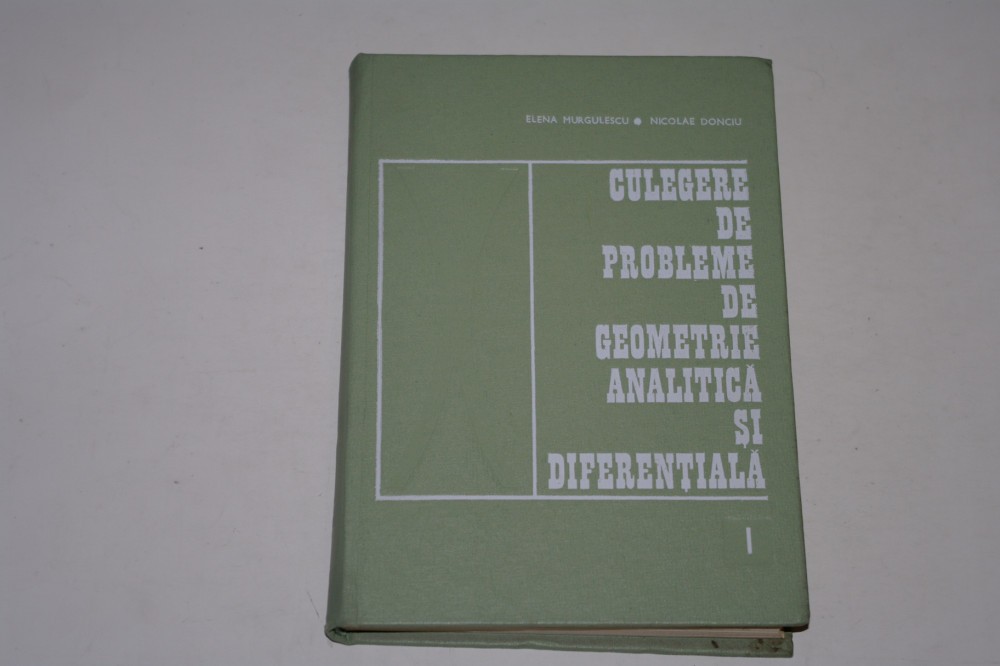 ELENA MURGULESCU ● NICOLAE DONCIU
CULEGERE
DE
PROBLEME
DE
GEOMETRIE
ANALITICĂ
ȘI
DIFERENȚIALĂ
I